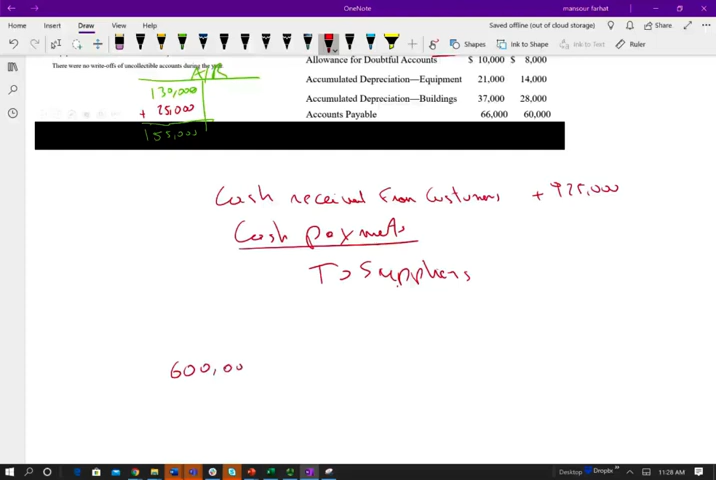 OneNote
mansour farhat
Home Insert Draw View Help
Saved offline (out of cloud storage) Share
Shapes Ink to Shape Ink to Text Ruler
There were no write-offs of uncollectible accounts during the year.
A/R
130,000
+ 25,000
155,000
Allowance for Doubtful Accounts $ 10,000 $ 8,000
Accumulated Depreciation—Equipment 21,000 14,000
Accumulated Depreciation—Buildings 37,000 28,000
Accounts Payable 66,000 60,000
Cash received From Customers + 975,000
Cash payments
To Suppliers
600,00
Desktop Dropbox
11:28 AM